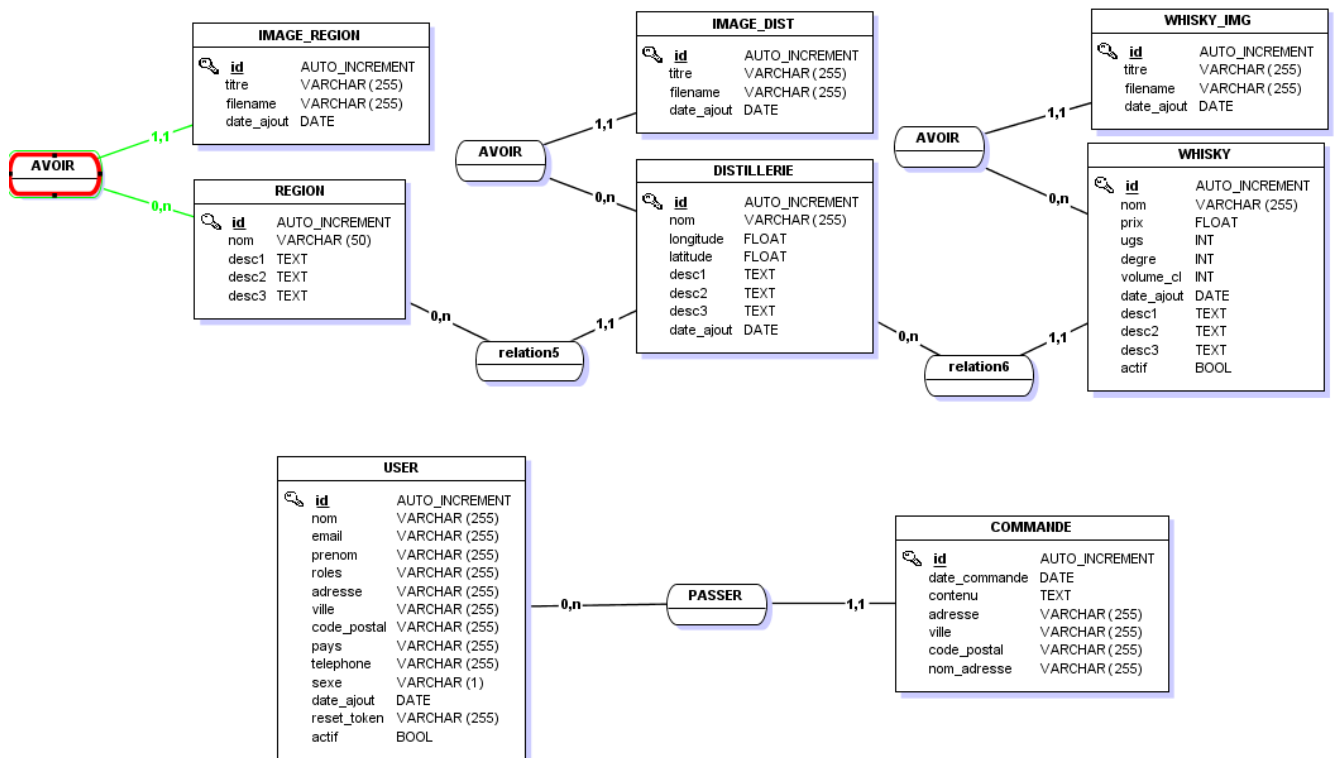 IMAGE_REGION
id AUTO_INCREMENT
titre VARCHAR (255)
filename VARCHAR (255)
date_ajout DATE
1,1
AVOIR
0,n
REGION
id AUTO_INCREMENT
nom VARCHAR (50)
desc1 TEXT
desc2 TEXT
desc3 TEXT
0,n
relation5
1,1
IMAGE_DIST
id AUTO_INCREMENT
titre VARCHAR (255)
filename VARCHAR (255)
date_ajout DATE
1,1
AVOIR
0,n
DISTILLERIE
id AUTO_INCREMENT
nom VARCHAR (255)
longitude FLOAT
latitude FLOAT
desc1 TEXT
desc2 TEXT
desc3 TEXT
date_ajout DATE
0,n
relation6
1,1
WHISKY_IMG
id AUTO_INCREMENT
titre VARCHAR (255)
filename VARCHAR (255)
date_ajout DATE
1,1
AVOIR
0,n
WHISKY
id AUTO_INCREMENT
nom VARCHAR (255)
prix FLOAT
ugs INT
degre INT
volume_cl INT
date_ajout DATE
desc1 TEXT
desc2 TEXT
desc3 TEXT
actif BOOL
USER
id AUTO_INCREMENT
nom VARCHAR (255)
email VARCHAR (255)
prenom VARCHAR (255)
roles VARCHAR (255)
adresse VARCHAR (255)
ville VARCHAR (255)
code_postal VARCHAR (255)
pays VARCHAR (255)
telephone VARCHAR (255)
sexe VARCHAR (1)
date_ajout DATE
reset_token VARCHAR (255)
actif BOOL
0,n
PASSER
1,1
COMMANDE
id AUTO_INCREMENT
date_commande DATE
contenu TEXT
adresse VARCHAR (255)
ville VARCHAR (255)
code_postal VARCHAR (255)
nom_adresse VARCHAR (255)